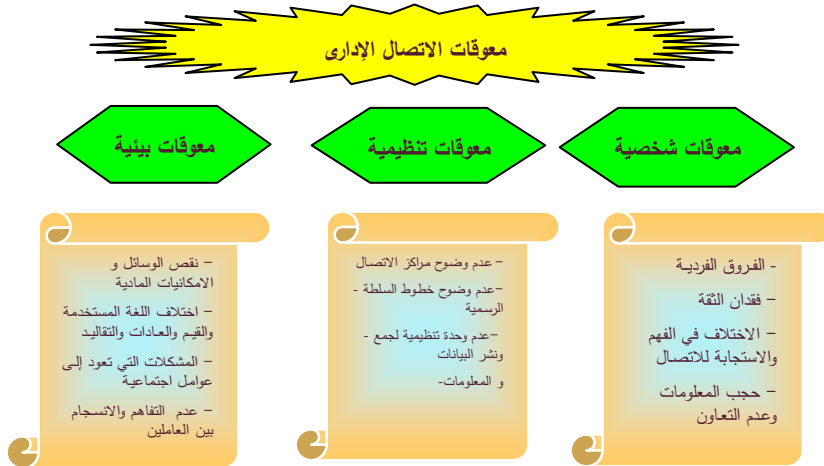 معوقات الاتصال الإدارى
معوقات شخصية
معوقات تنظيمية
معوقات بيئية
- الفروق الفردية
– فقدان الثقة
– الاختلاف في الفهم
والاستجابة للاتصال
– حجب المعلومات
وعدم التعاون
– عدم وضوح مراكز الاتصال
–عدم وضوح خطوط السلطة -
الرسمية
–عدم وحدة تنظيمية لجمع -
ونشر البيانات
و المعلومات-
– نقص الوسائل و
الامكانيات المادية
– اختلاف اللغة المستخدمة
والقيم والعادات والتقاليد
– المشكلات التي تعود إلى
عوامل اجتماعية
– عدم التفاهم والانسجام
بين العاملين